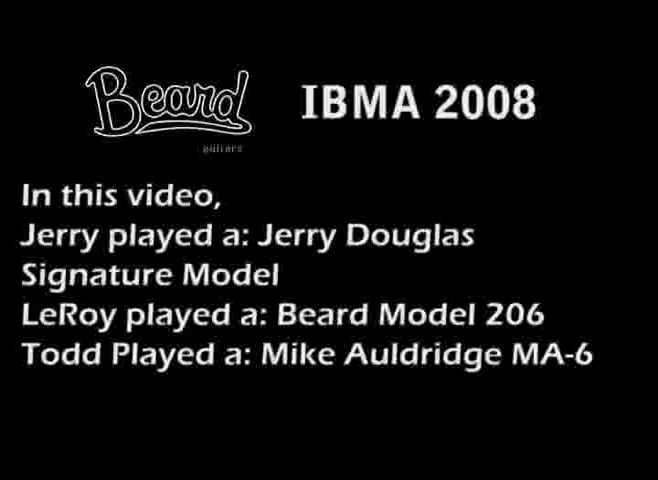 Beard IBMA 2008
guitars
In this video,
Jerry played a: Jerry Douglas
Signature Model
LeRoy played a: Beard Model 206
Todd Played a: Mike Auldridge MA-6